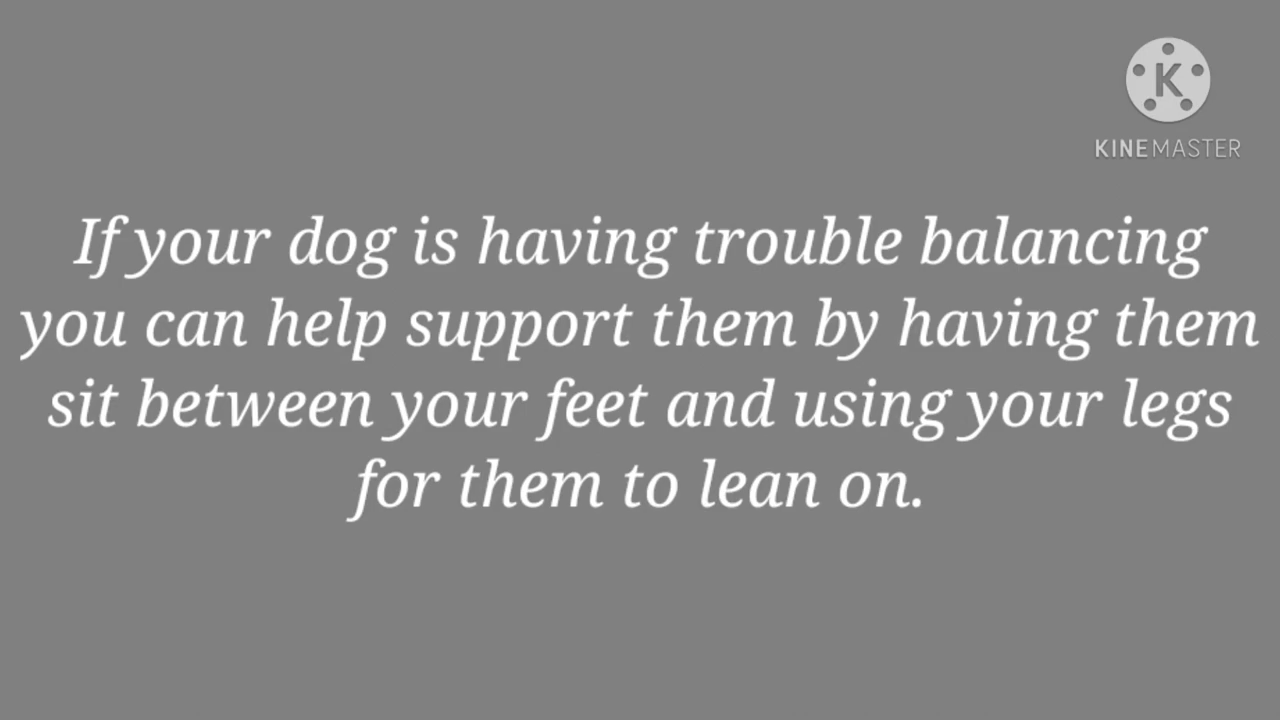 K
KINEMASTER
If your dog is having trouble balancing
you can help support them by having them
sit between your feet and using your legs
for them to lean on.